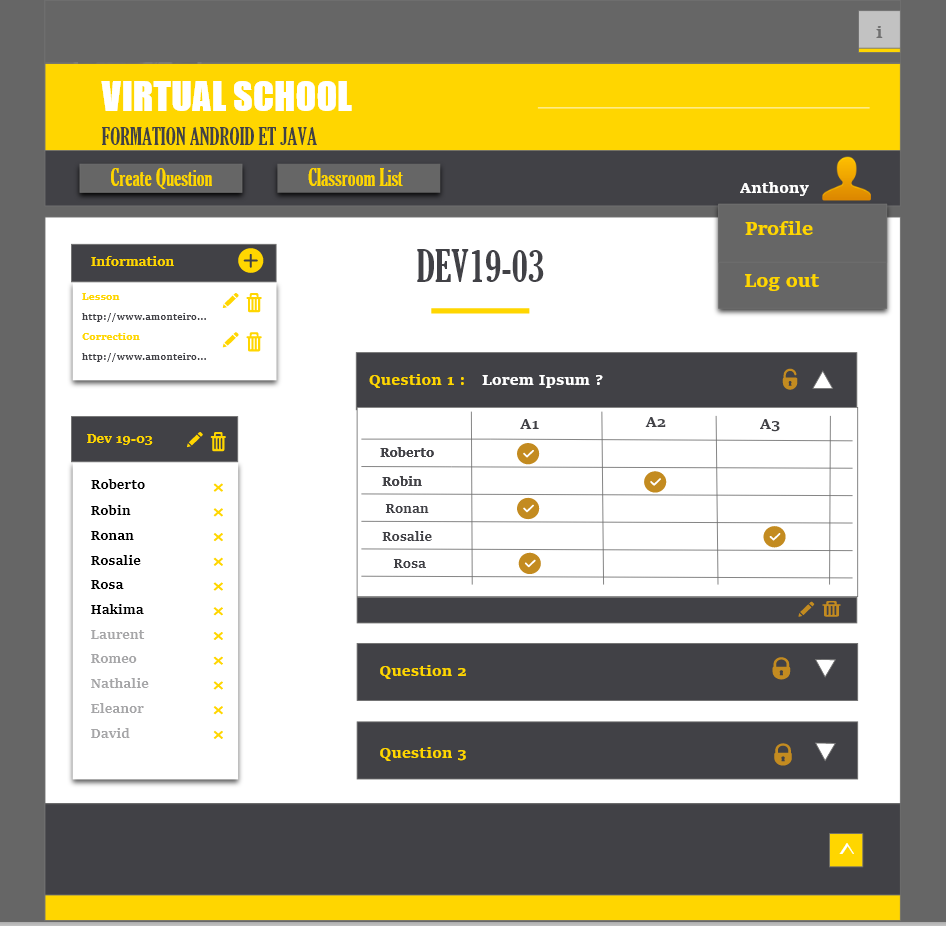 i
VIRTUAL SCHOOL
FORMATION ANDROID ET JAVA
Create Question
Classroom List
Anthony
Profile
Log out
Information
Lesson
http://www.amonteiro...
Correction
http://www.amonteiro...
Dev 19-03
Roberto
Robin
Ronan
Rosalie
Rosa
Hakima
Laurent
Romeo
Nathalie
Eleanor
David
DEV19-03
Question 1 : Lorem Ipsum ?
A1 A2 A3
Roberto
Robin
Ronan
Rosalie
Rosa
Question 2
Question 3